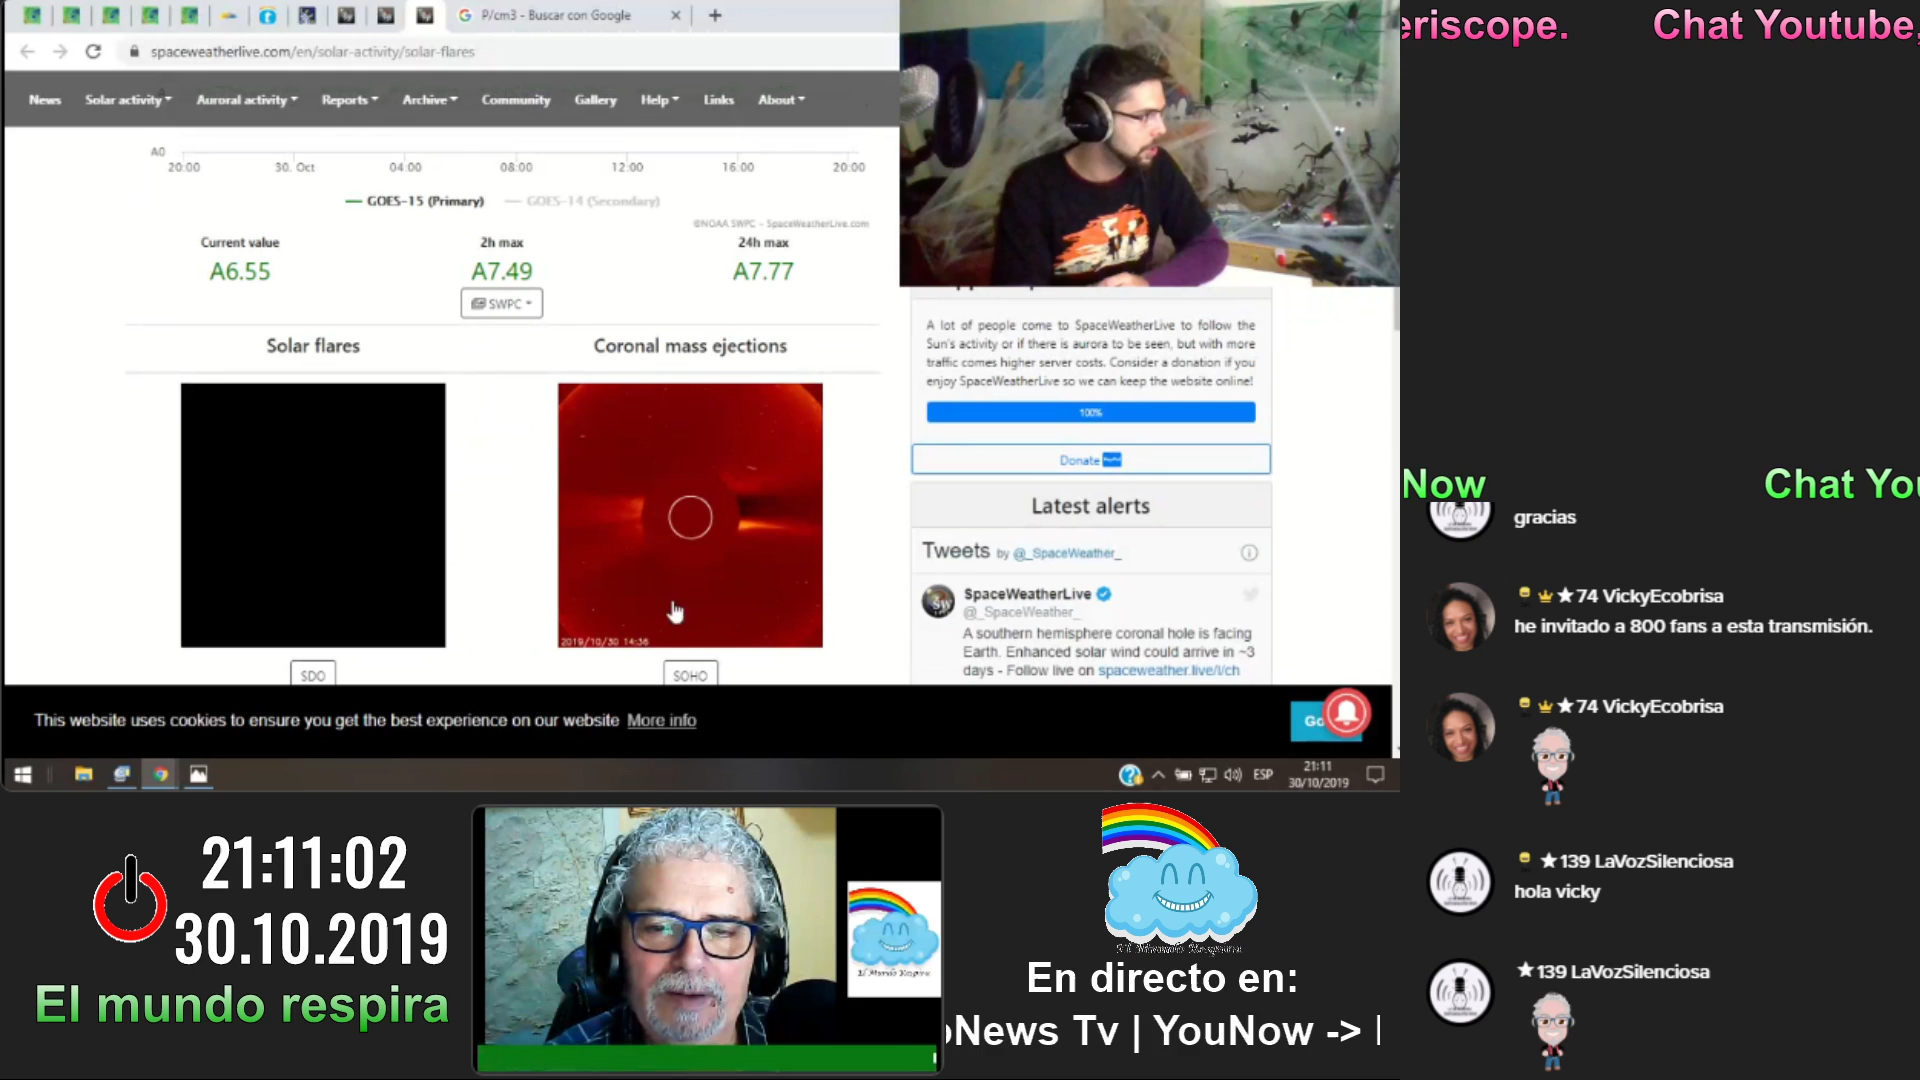 P/cm3 - Buscar con Google
spaceweatherlive.com/en/solar-activity/solar-flares
News Solar activity Auroral activity Reports Archive Community Gallery Help Links About
A0
20:00 30. Oct 04:00 08:00 12:00 16:00 20:00
GOES-15 (Primary) GOES-14 (Secondary)
©NOAA SWPC - SpaceWeatherLive.com
Current value 2h max 24h max
A6.55 A7.49 A7.77
SWPC
Solar flares Coronal mass ejections
2019/10/30 14:36
SDO SOHO
A lot of people come to SpaceWeatherLive to follow the
Sun's activity or if there is aurora to be seen, but with more
traffic comes higher server costs. Consider a donation if you
enjoy SpaceWeatherLive so we can keep the website online!
100%
Donate
Latest alerts
Tweets by @_SpaceWeather_
SpaceWeatherLive
@_SpaceWeather_
A southern hemisphere coronal hole is facing
Earth. Enhanced solar wind could arrive in ~3
days - Follow live on spaceweather.live/l/ch
This website uses cookies to ensure you get the best experience on our website More info
ESP
21:11
30/10/2019
21:11:02
30.10.2019
El mundo respira
El Mundo Respira
El Mundo Respira
En directo en:
oNews Tv | YouNow ->
eriscope. Chat Youtube,
Now Chat You
gracias
74 VickyEcobrisa
he invitado a 800 fans a esta transmisión.
74 VickyEcobrisa
139 LaVozSilenciosa
hola vicky
139 LaVozSilenciosa